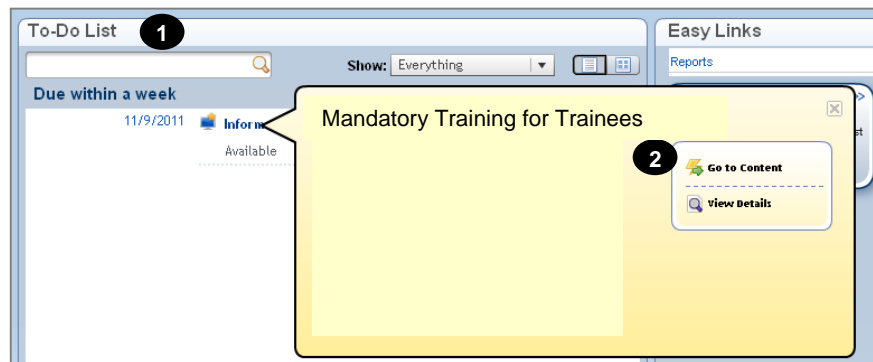 To-Do List 1
Easy Links
Show: Everything
Reports
Due within a week
11/9/2011 Inform
Mandatory Training for Trainees
Available
2 Go to Content
View Details